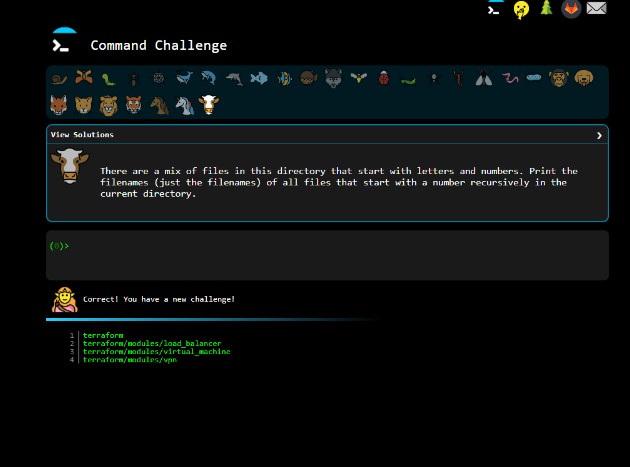 Command Challenge
View Solutions
There are a mix of files in this directory that start with letters and numbers. Print the
filenames (just the filenames) of all files that start with a number recursively in the
current directory.
(0)>
Correct! You have a new challenge!
1 terraform
2 terraform/modules/load_balancer
3 terraform/modules/virtual_machine
4 terraform/modules/vpn